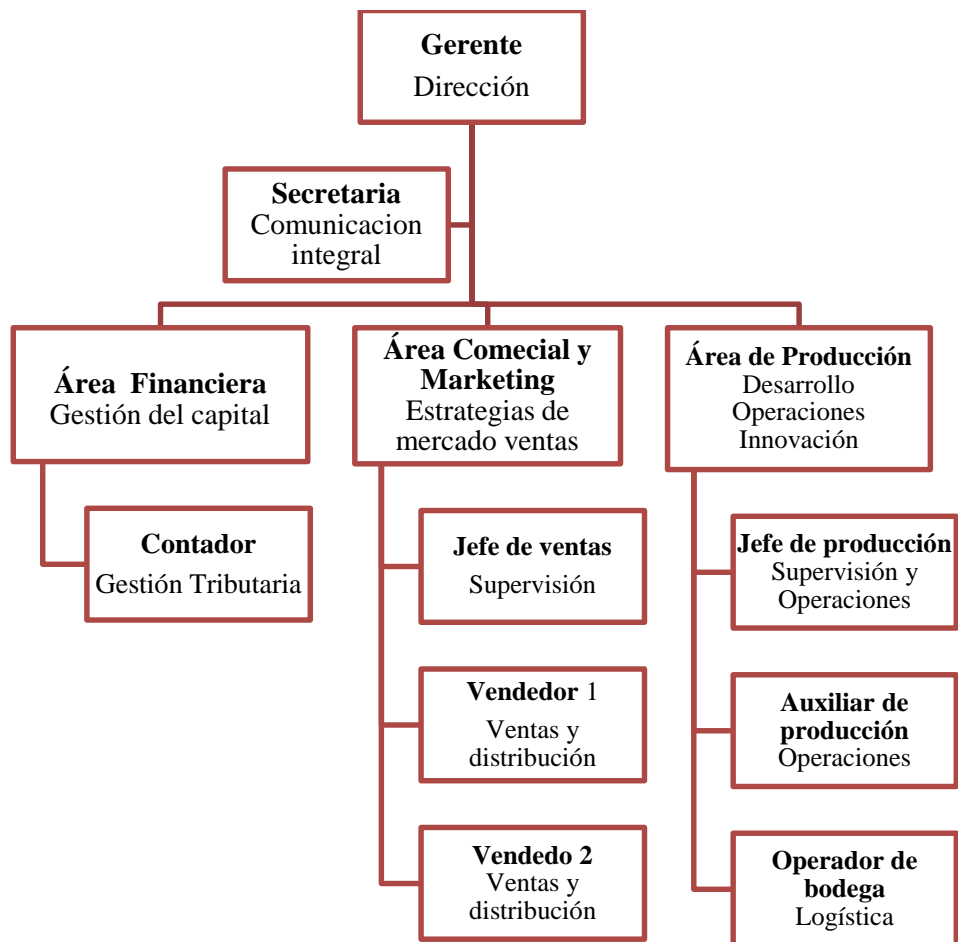 Gerente
Dirección
Secretaria
Comunicacion
integral
Área Financiera
Gestión del capital
Área Comecial y
Marketing
Estrategias de
mercado ventas
Área de Producción
Desarrollo
Operaciones
Innovación
Contador
Gestión Tributaria
Jefe de ventas
Supervisión
Jefe de producción
Supervisión y
Operaciones
Vendedor 1
Ventas y
distribución
Auxiliar de
producción
Operaciones
Vendedo 2
Ventas y
distribución
Operador de
bodega
Logística